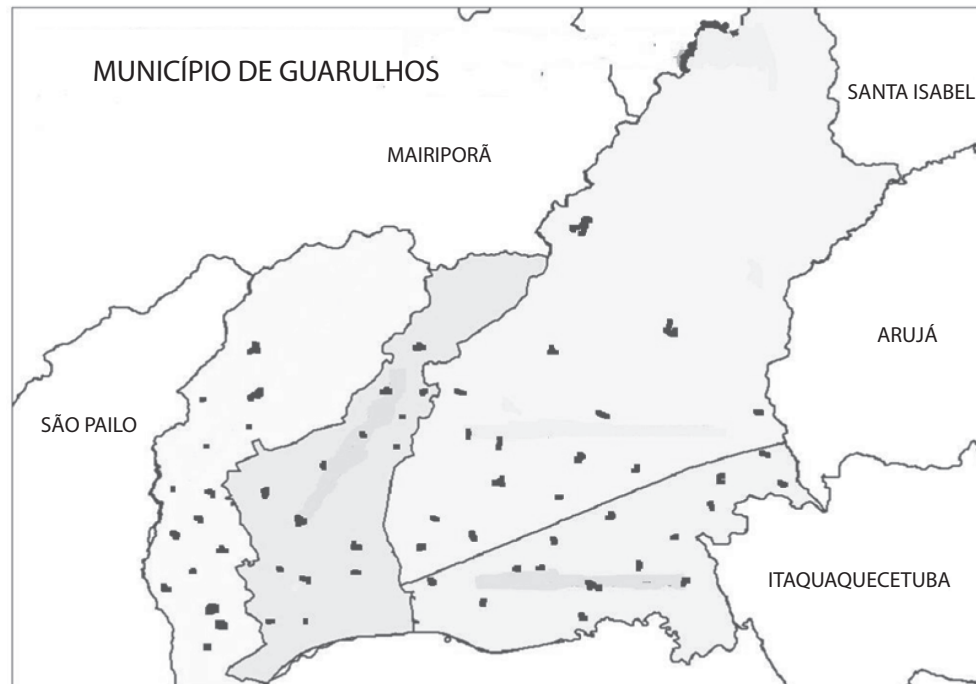 MUNICÍPIO DE GUARULHOS
SANTA ISABEL
MAIRIPORÃ
ARUJÁ
SÃO PAILO
ITAQUAQUECETUBA